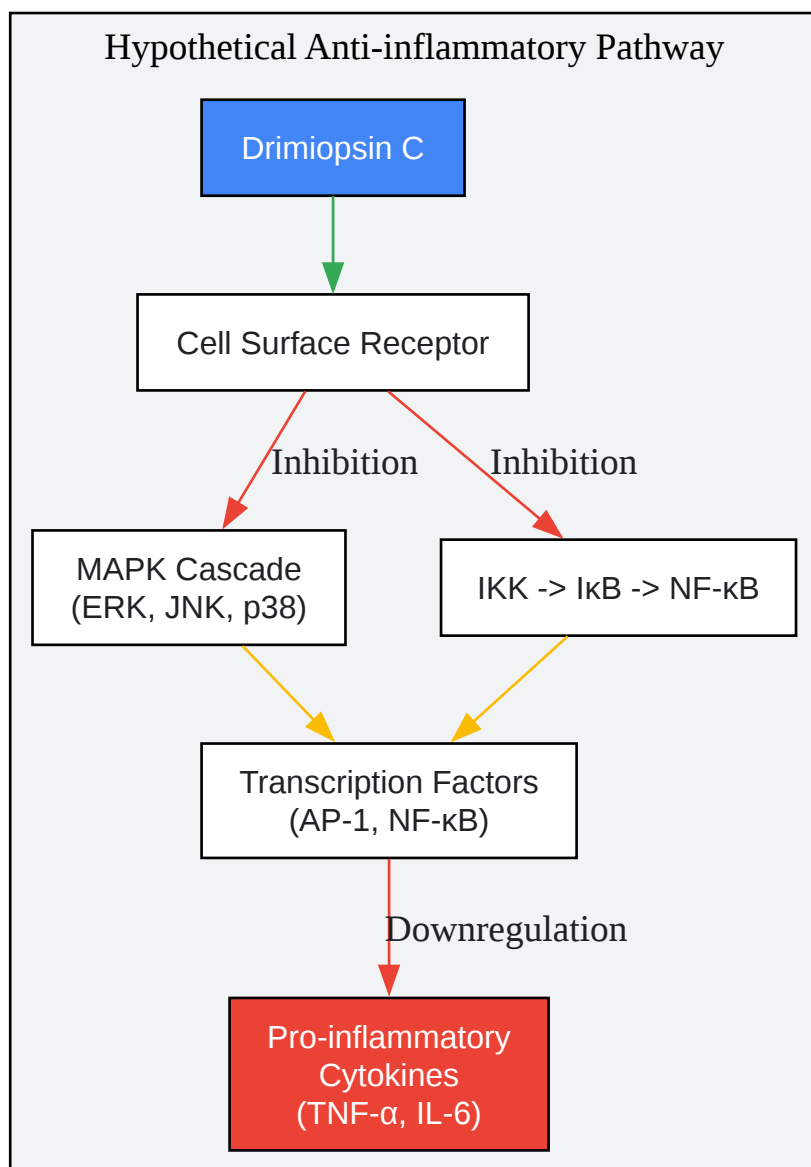 Hypothetical Anti-inflammatory Pathway
Drimiopsin C
Cell Surface Receptor
Inhibition
Inhibition
MAPK Cascade
(ERK, JNK, p38)
IKK -> IκB -> NF-κB
Transcription Factors
(AP-1, NF-κB)
Downregulation
Pro-inflammatory
Cytokines
(TNF-α, IL-6)